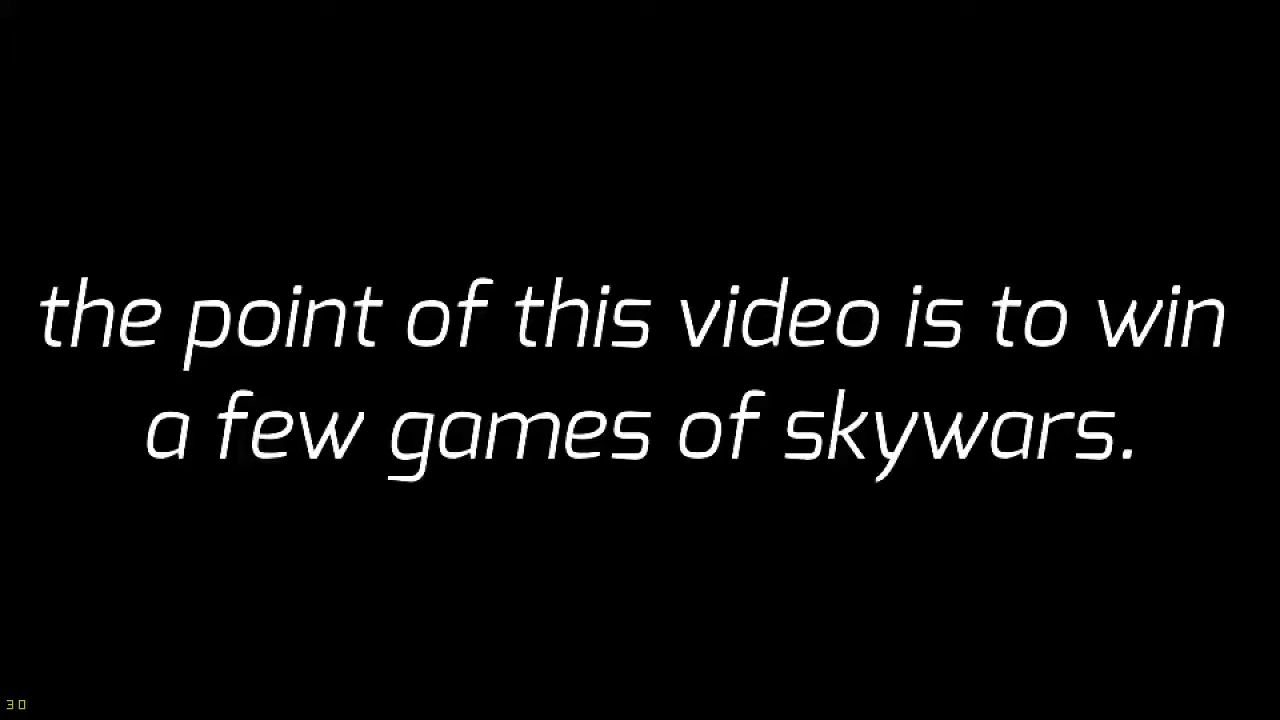 the point of this video is to win
a few games of skywars.
30